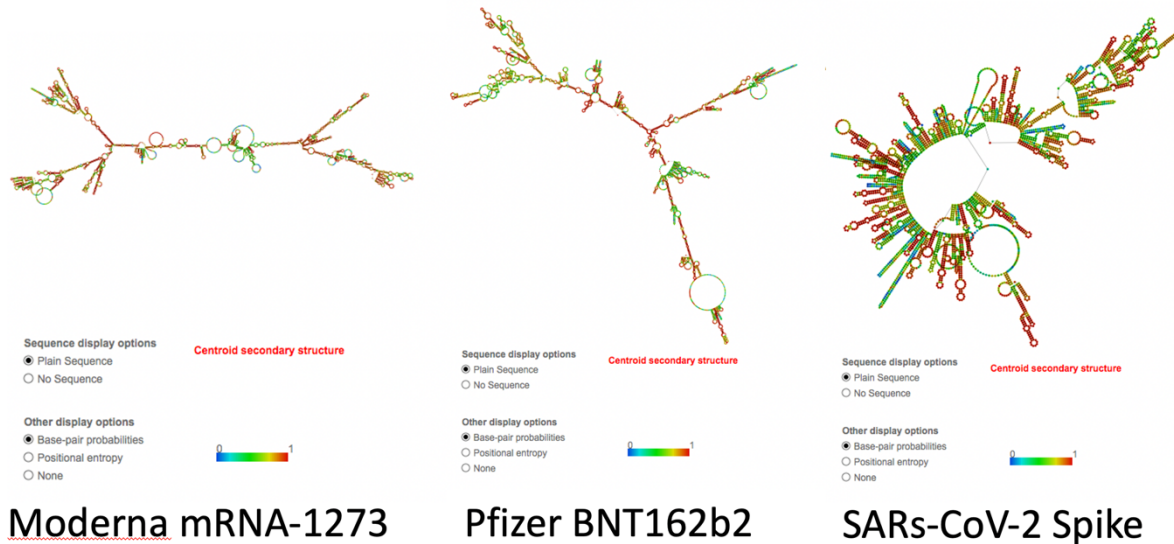 Sequence display options
Plain Sequence
No Sequence
Centroid secondary structure
Other display options
Base-pair probabilities
Positional entropy
None
0 1
Moderna mRNA-1273
Sequence display options
Plain Sequence
No Sequence
Centroid secondary structure
Other display options
Base-pair probabilities
Positional entropy
None
0 1
Pfizer BNT162b2
Sequence display options
Plain Sequence
No Sequence
Centroid secondary structure
Other display options
Base-pair probabilities
Positional entropy
None
0 1
SARs-CoV-2 Spike